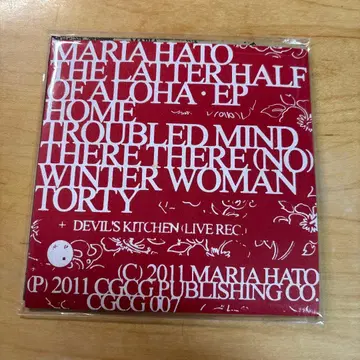 MARIA HATO
THE LATTER HALF
OF ALOHA · EP
HOME
TROUBLED MIND
THERE THERE (NO)
WINTER WOMAN
TORTY
+ DEVIL'S KITCHEN (LIVE REC.)
(C) 2011 MARIA HATO
(P) 2011 CGCG PUBLISHING CO.
CGCG 007